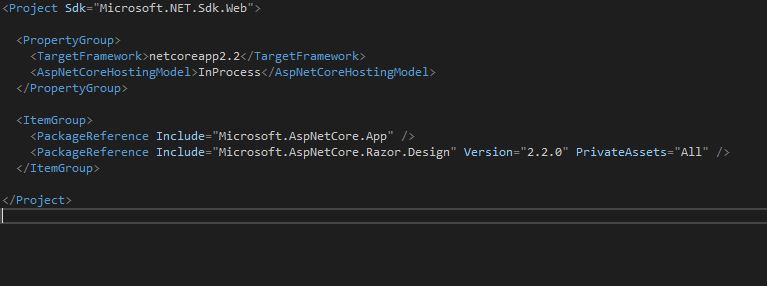 <Project Sdk="Microsoft.NET.Sdk.Web">
<PropertyGroup>
<TargetFramework>netcoreapp2.2</TargetFramework>
<AspNetCoreHostingModel>InProcess</AspNetCoreHostingModel>
</PropertyGroup>
<ItemGroup>
<PackageReference Include="Microsoft.AspNetCore.App" />
<PackageReference Include="Microsoft.AspNetCore.Razor.Design" Version="2.2.0" PrivateAssets="All" />
</ItemGroup>
</Project>